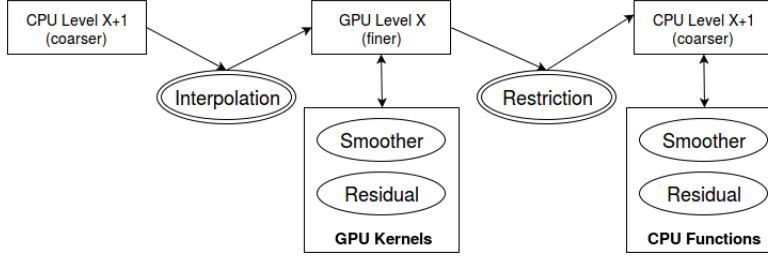 CPU Level X+1
(coarser)
GPU Level X
(finer)
CPU Level X+1
(coarser)
Interpolation
Restriction
Smoother
Residual
GPU Kernels
Smoother
Residual
CPU Functions